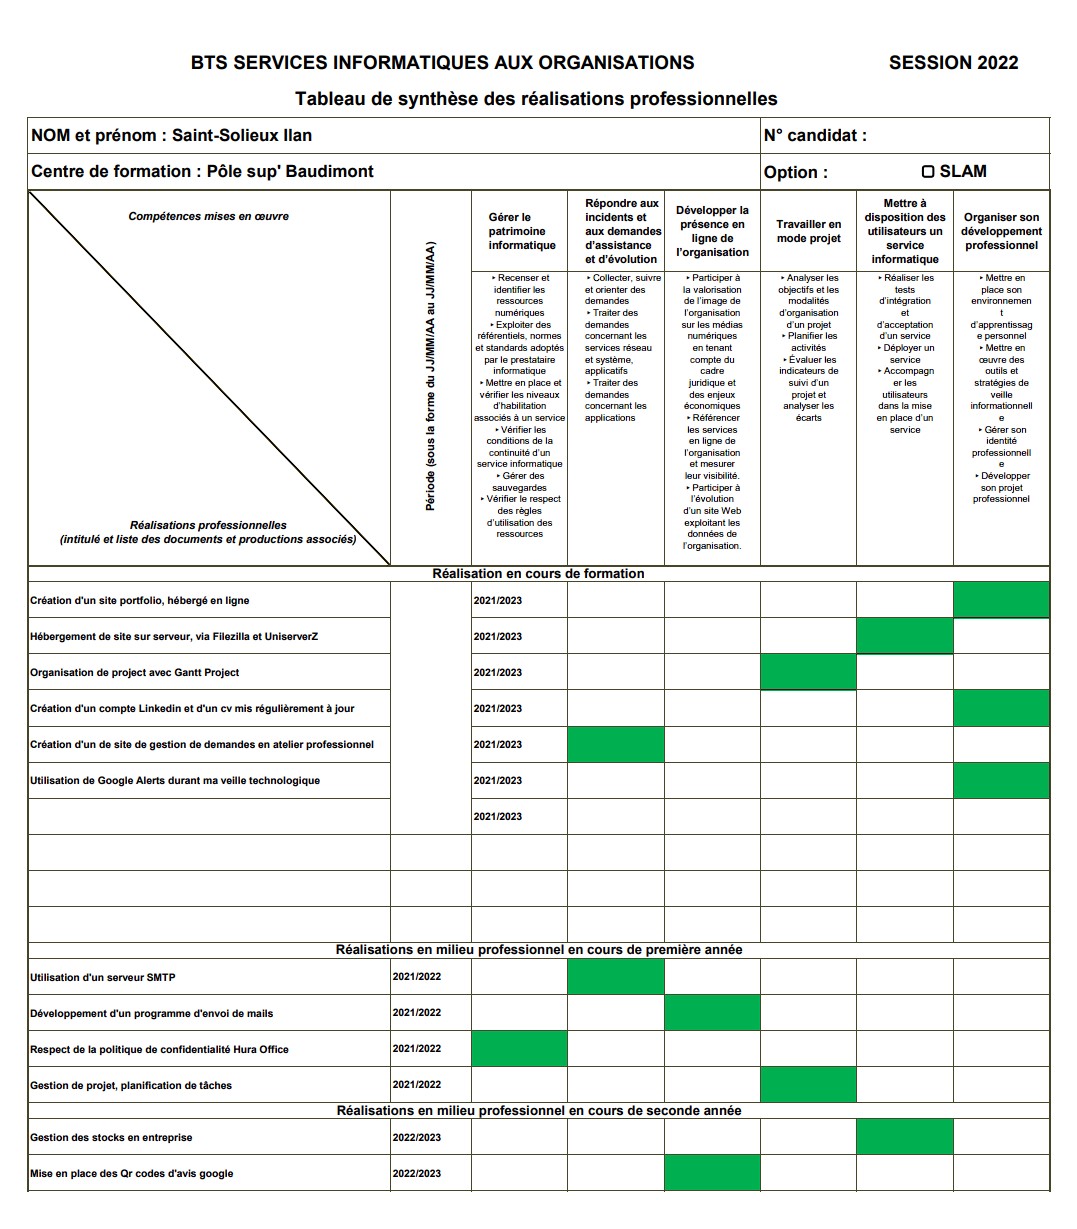 BTS SERVICES INFORMATIQUES AUX ORGANISATIONS SESSION 2022
Tableau de synthèse des réalisations professionnelles
NOM et prénom : Saint-Solieux Ilan N° candidat :
Centre de formation : Pôle sup' Baudimont Option : SLAM
Compétences mises en œuvre
Réalisations professionnelles
(intitulé et liste des documents et productions associés)
Période (sous la forme du JJ/MM/AA au JJ/MM/AA)
Gérer le
patrimoine
informatique
‣ Recenser et
identifier les
ressources
numériques
‣ Exploiter des
référentiels, normes
et standards adoptés
par le prestataire
informatique
‣ Mettre en place et
vérifier les niveaux
d'habilitation
associés à un service
‣ Vérifier les
conditions de la
continuité d'un
service informatique
‣ Gérer des
sauvegardes
‣ Vérifier le respect
des règles
d'utilisation des
ressources
Répondre aux
incidents et
aux demandes
d'assistance
et d'évolution
‣ Collecter, suivre
et orienter des
demandes
‣ Traiter des
demandes
concernant les
services réseau
et système,
applicatifs
‣ Traiter des
demandes
concernant les
applications
Développer la
présence en
ligne de
l'organisation
‣ Participer à
la valorisation
de l'image de
l'organisation
sur les médias
numériques
en tenant
compte du
cadre
juridique et
des enjeux
économiques
‣ Référencer
les services
en ligne de
l'organisation
et mesurer
leur visibilité.
‣ Participer à
l'évolution
d'un site Web
exploitant les
données de
l'organisation.
Travailler en
mode projet
‣ Analyser les
objectifs et les
modalités
d'organisation
d'un projet
‣ Planifier les
activités
‣ Évaluer les
indicateurs de
suivi d'un
projet et
analyser les
écarts
Mettre à
disposition des
utilisateurs un
service
informatique
‣ Réaliser les
tests
d'intégration
et
d'acceptation
d'un service
‣ Déployer un
service
‣ Accompagn
er les
utilisateurs
dans la mise
en place d'un
service
Organiser son
développement
professionnel
‣ Mettre en
place son
environnemen
t
d'apprentissag
e personnel
‣ Mettre en
œuvre des
outils et
stratégies de
veille
informationnell
e
‣ Gérer son
identité
professionnell
e
‣ Développer
son projet
professionnel
Réalisation en cours de formation
Création d'un site portfolio, hébergé en ligne 2021/2023
Hébergement de site sur serveur, via Filezilla et UniserverZ 2021/2023
Organisation de project avec Gantt Project 2021/2023
Création d'un compte Linkedin et d'un cv mis régulièrement à jour 2021/2023
Création d'un de site de gestion de demandes en atelier professionnel 2021/2023
Utilisation de Google Alerts durant ma veille technologique 2021/2023
2021/2023
Réalisations en milieu professionnel en cours de première année
Utilisation d'un serveur SMTP 2021/2022
Développement d'un programme d'envoi de mails 2021/2022
Respect de la politique de confidentialité Hura Office 2021/2022
Gestion de projet, planification de tâches 2021/2022
Réalisations en milieu professionnel en cours de seconde année
Gestion des stocks en entreprise 2022/2023
Mise en place des Qr codes d'avis google 2022/2023